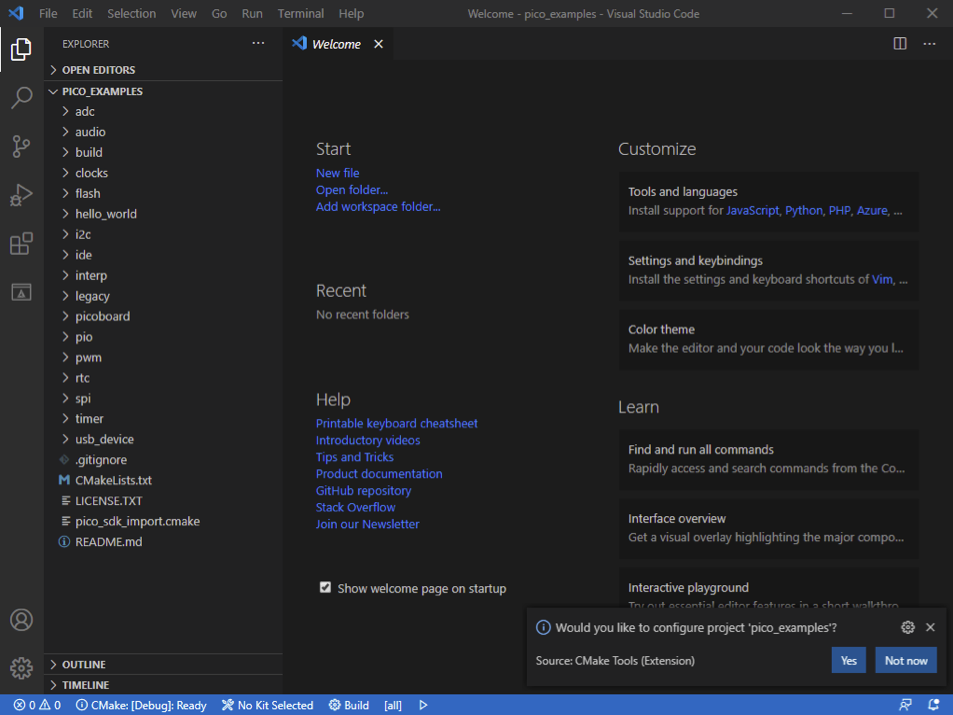 File Edit Selection View Go Run Terminal Help
Welcome - pico_examples - Visual Studio Code
EXPLORER
Welcome
OPEN EDITORS
PICO_EXAMPLES
adc
audio
build
clocks
flash
hello_world
i2c
ide
interp
legacy
picoboard
pio
pwm
rtc
spi
timer
usb_device
.gitignore
CMakeLists.txt
LICENSE.TXT
pico_sdk_import.cmake
README.md
OUTLINE
TIMELINE
Start
New file
Open folder...
Add workspace folder...
Recent
No recent folders
Help
Printable keyboard cheatsheet
Introductory videos
Tips and Tricks
Product documentation
GitHub repository
Stack Overflow
Join our Newsletter
Show welcome page on startup
Customize
Tools and languages
Install support for JavaScript, Python, PHP, Azure, ...
Settings and keybindings
Install the settings and keyboard shortcuts of Vim, ...
Color theme
Make the editor and your code look the way you l...
Learn
Find and run all commands
Rapidly access and search commands from the Co...
Interface overview
Get a visual overlay highlighting the major compo...
Interactive playground
Try out essential editor features in a short walkthro...
Would you like to configure project 'pico_examples'?
Source: CMake Tools (Extension)
Yes
Not now
0 0 CMake: [Debug]: Ready No Kit Selected Build [all]